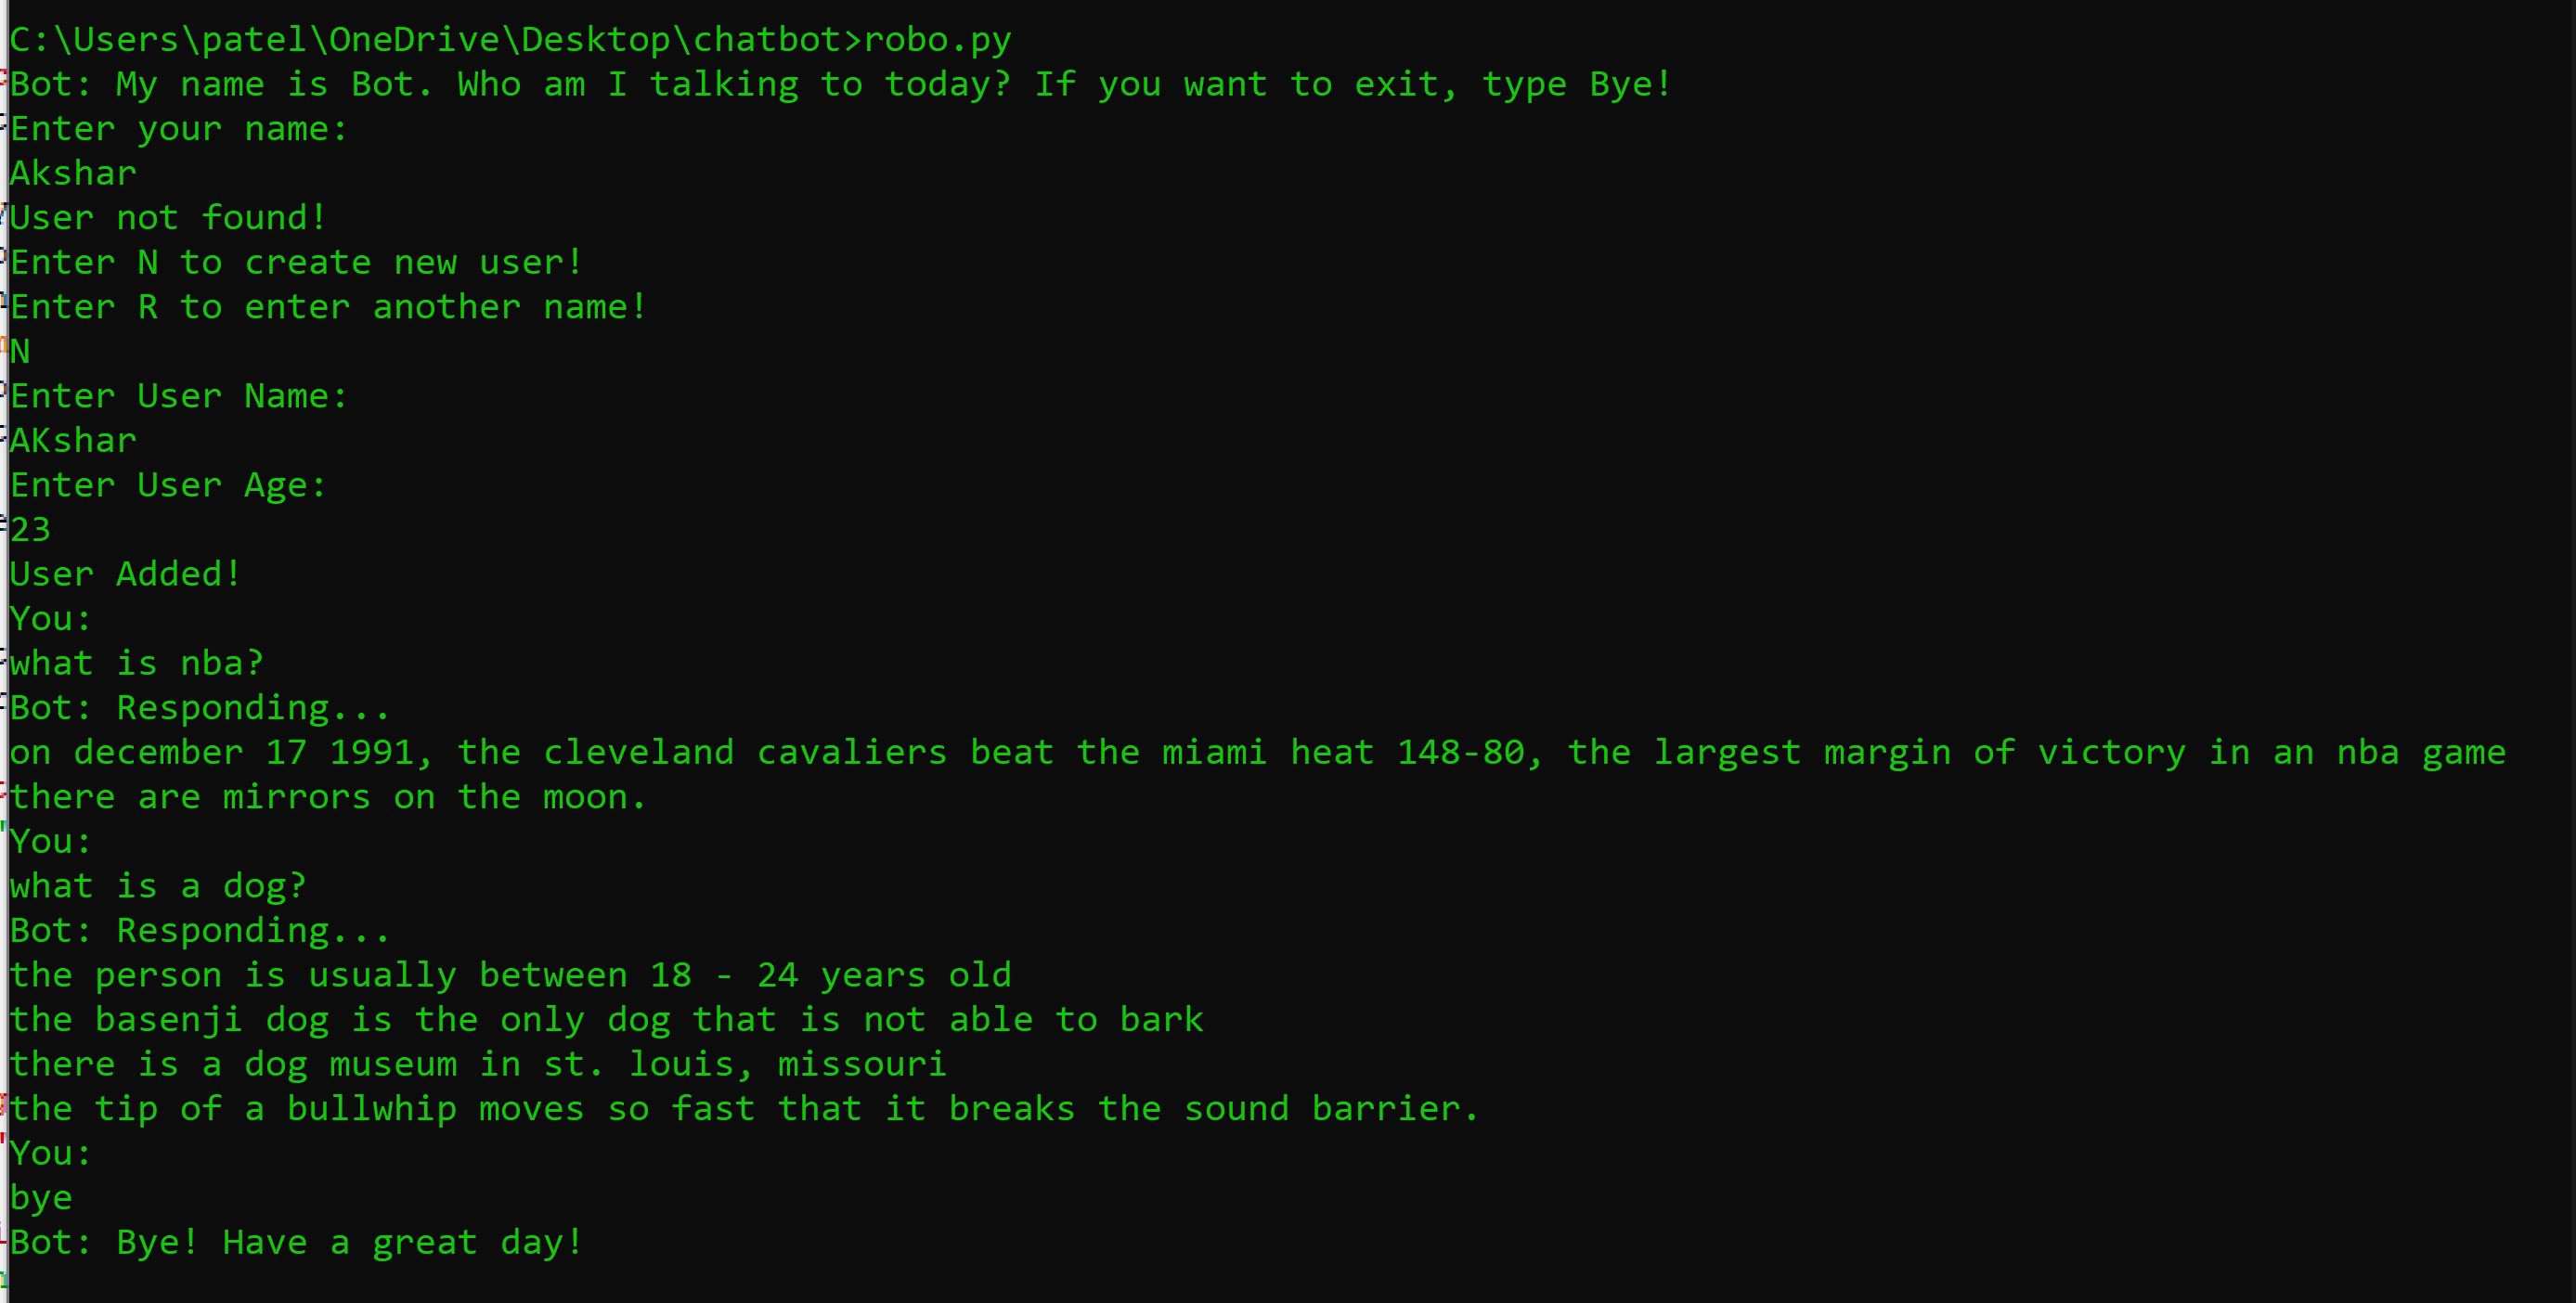 C:\Users\patel\OneDrive\Desktop\chatbot>robo.py
Bot: My name is Bot. Who am I talking to today? If you want to exit, type Bye!
Enter your name:
Akshar
User not found!
Enter N to create new user!
Enter R to enter another name!
N
Enter User Name:
AKshar
Enter User Age:
23
User Added!
You:
what is nba?
Bot: Responding...
on december 17 1991, the cleveland cavaliers beat the miami heat 148-80, the largest margin of victory in an nba game
there are mirrors on the moon.
You:
what is a dog?
Bot: Responding...
the person is usually between 18 - 24 years old
the basenji dog is the only dog that is not able to bark
there is a dog museum in st. louis, missouri
the tip of a bullwhip moves so fast that it breaks the sound barrier.
You:
bye
Bot: Bye! Have a great day!